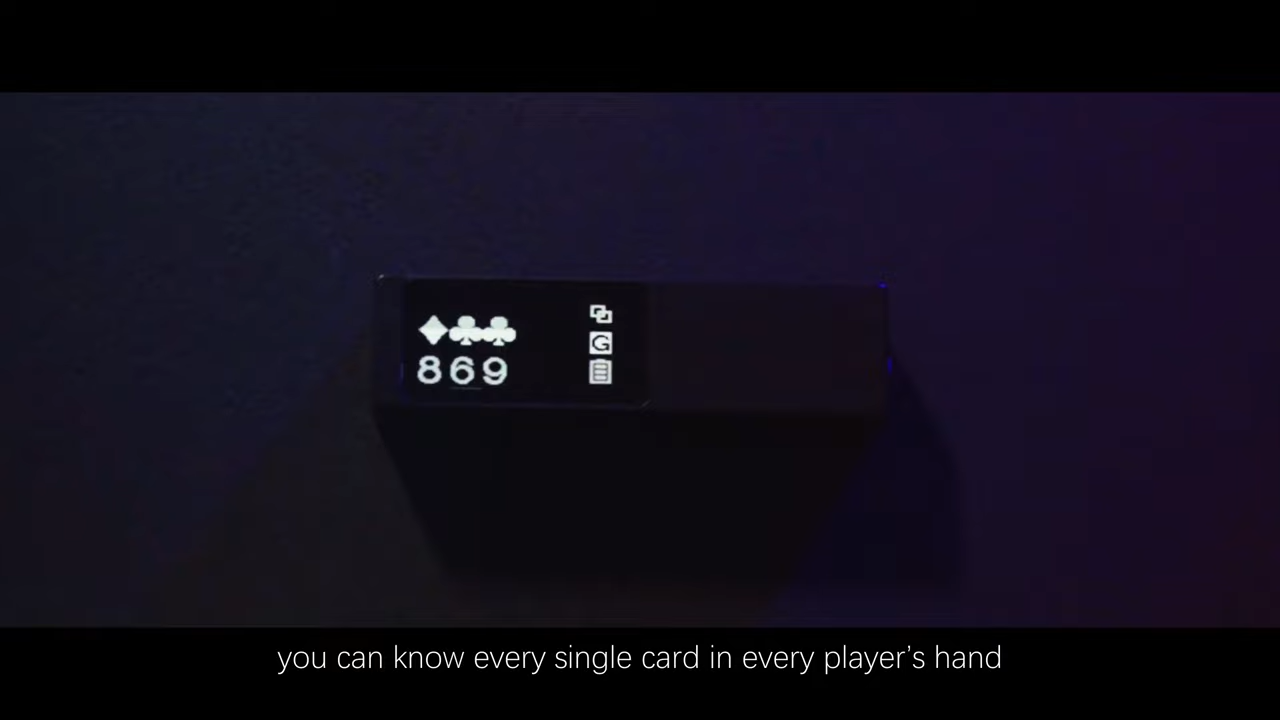 ♦♣♣
869
G
you can know every single card in every player's hand